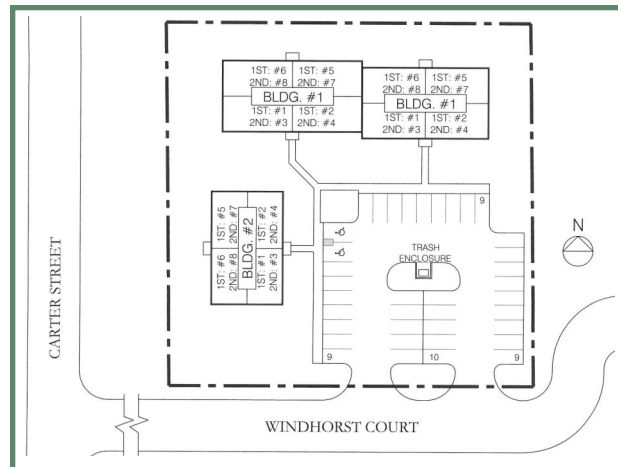 1ST: #6
2ND: #8
1ST: #5
2ND: #7
BLDG. #1
1ST: #1
2ND: #3
1ST: #2
2ND: #4
1ST: #6
2ND: #8
1ST: #5
2ND: #7
BLDG. #1
1ST: #1
2ND: #3
1ST: #2
2ND: #4
9
N
1ST: #5
2ND: #7
1ST: #2
2ND: #4
BLDG. #2
1ST: #6
2ND: #8
1ST: #1
2ND: #3
TRASH
ENCLOSURE
CARTER STREET
9
10
9
WINDHORST COURT